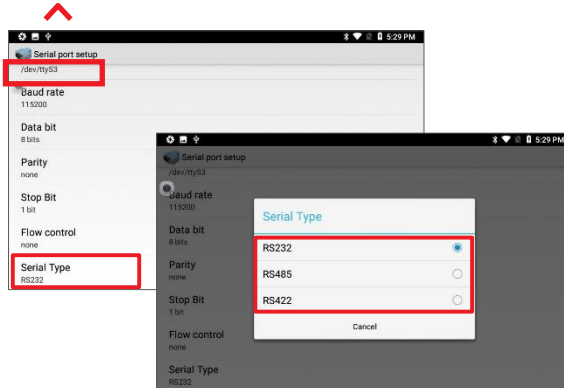 5:29 PM
Serial port setup
/dev/ttyS3
Baud rate
115200
Data bit
8 bits
Parity
none
Stop Bit
1 bit
Flow control
none
Serial Type
RS232
5:29 PM
Serial port setup
/dev/ttyS3
Baud rate
115200
Data bit
8 bits
Parity
none
Stop Bit
1 bit
Flow control
none
Serial Type
RS232
Serial Type
RS232
RS485
RS422
Cancel